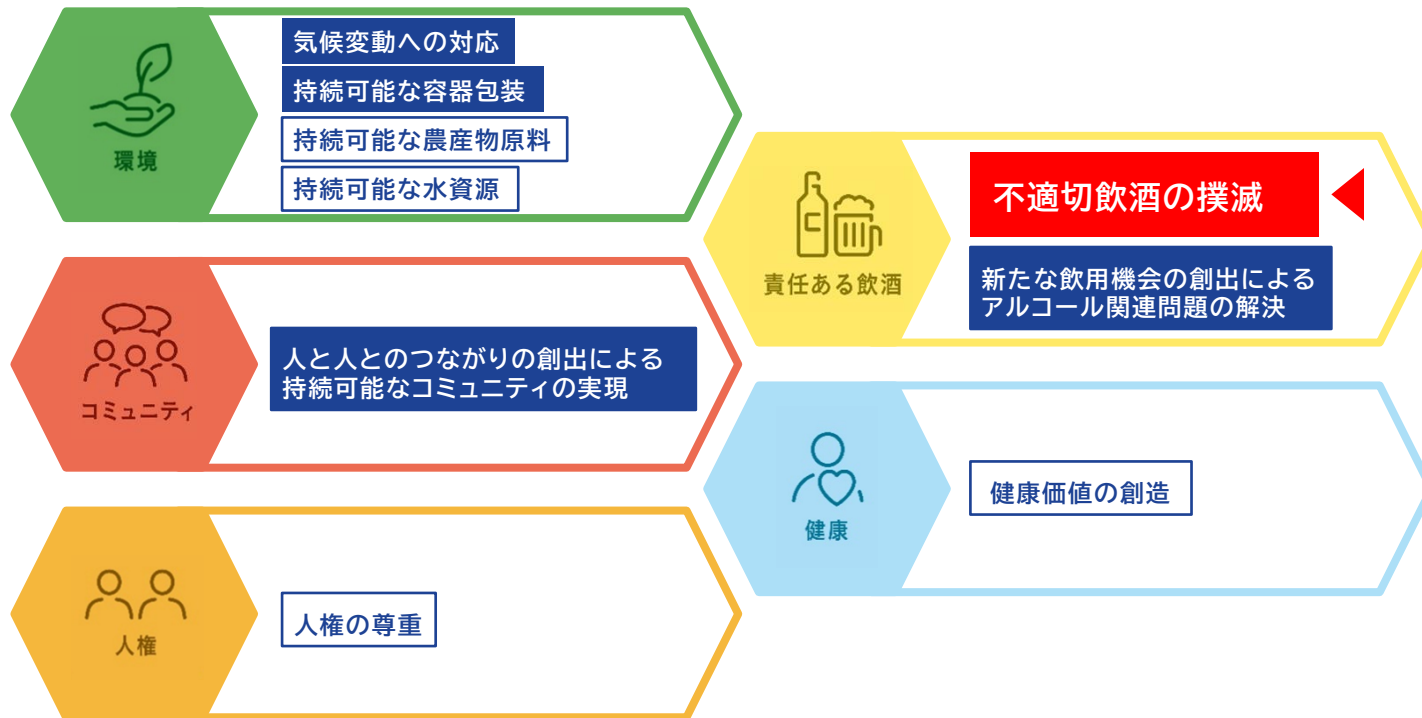 気候変動への対応
持続可能な容器包装
持続可能な農産物原料
持続可能な水資源
環境
人と人とのつながりの創出による
持続可能なコミュニティの実現
コミュニティ
人権の尊重
人権
不適切飲酒の撲滅
新たな飲用機会の創出による
アルコール関連問題の解決
責任ある飲酒
健康価値の創造
健康